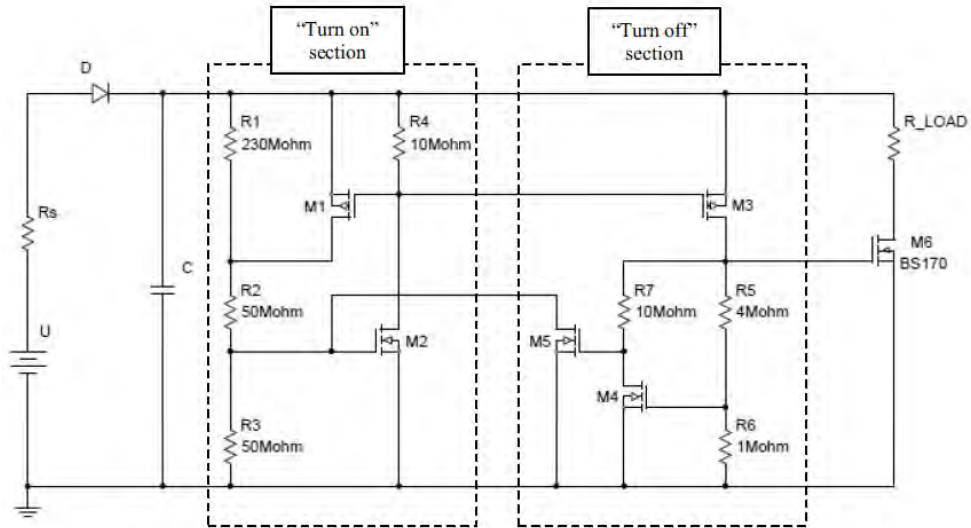 “Turn on”
section
“Turn off”
section
D
R1
230Mohm
R4
10Mohm
R_LOAD
Rs
M1
M3
M6
BS170
C
R2
50Mohm
R7
10Mohm
R5
4Mohm
U
M2
M5
M4
R3
50Mohm
R6
1Mohm